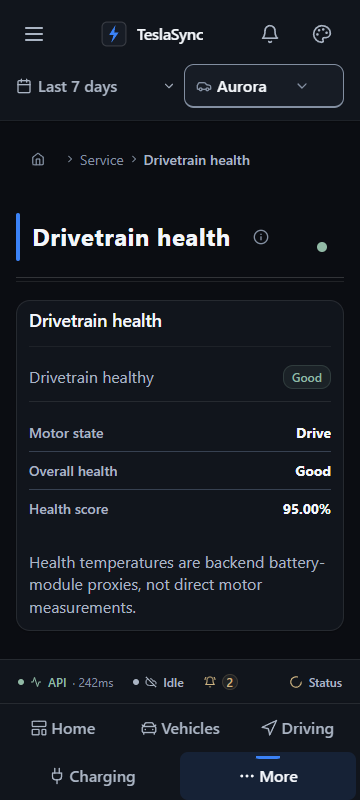 TeslaSync
Last 7 days
Aurora
Service
Drivetrain health
Drivetrain health
Drivetrain health
Drivetrain healthy
Good
Motor state
Drive
Overall health
Good
Health score
95.00%
Health temperatures are backend battery-
module proxies, not direct motor
measurements.
API · 242ms
Idle
2
Status
Home
Vehicles
Driving
Charging
More